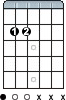 1 2
● ○ ○ x x x